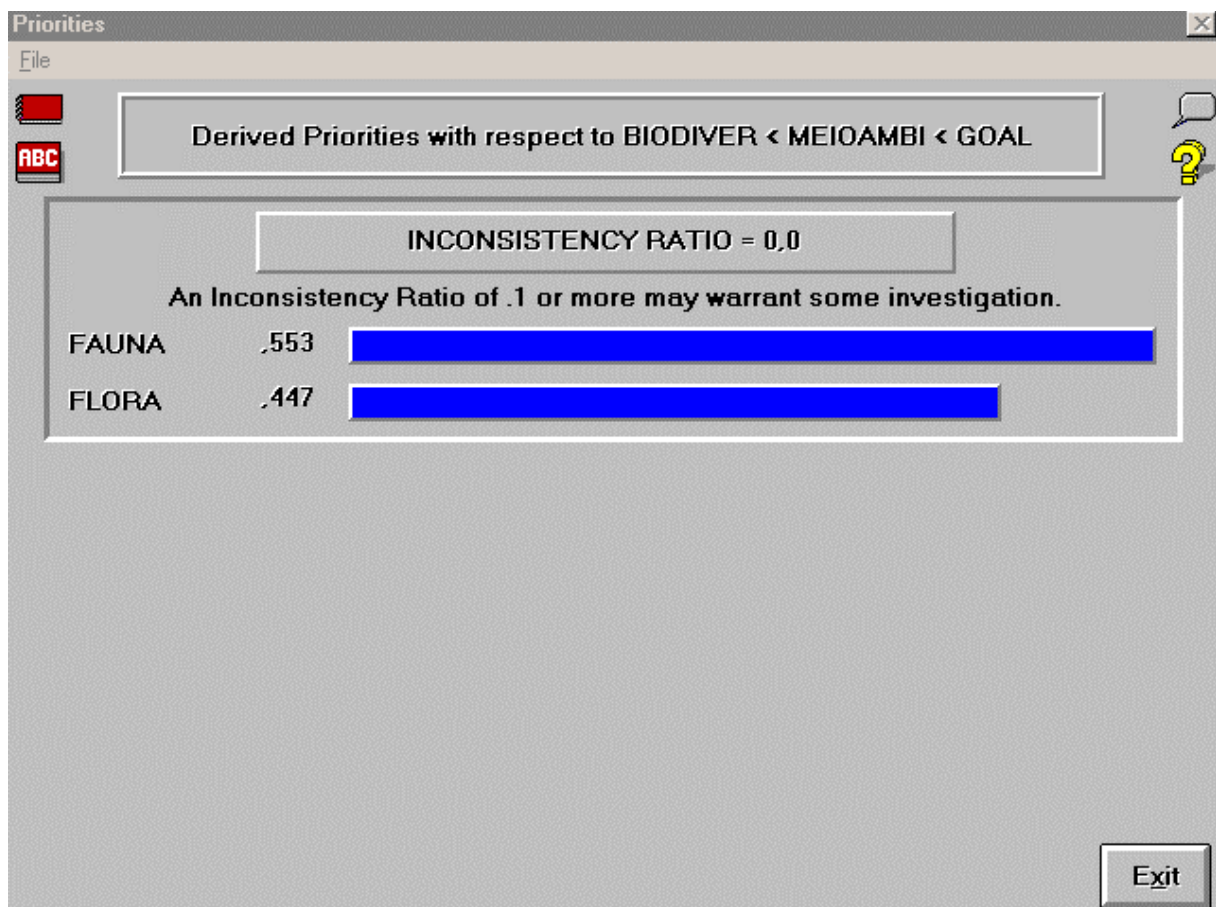 Priorities
File
ABC
Derived Priorities with respect to BIODIVER < MEIOAMBI < GOAL
?
INCONSISTENCY RATIO = 0,0
An Inconsistency Ratio of .1 or more may warrant some investigation.
FAUNA ,553
FLORA ,447
Exit